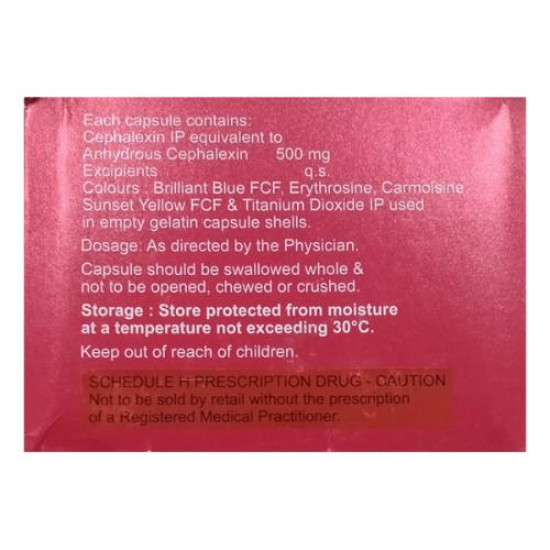 Each capsule contains:
Cephalexin IP equivalent to
Anhydrous Cephalexin 500 mg
Excipients q.s.
Colours : Brilliant Blue FCF, Erythrosine, Carmoisine
Sunset Yellow FCF & Titanium Dioxide IP used
in empty gelatin capsule shells.
Dosage: As directed by the Physician.
Capsule should be swallowed whole &
not to be opened, chewed or crushed.
Storage : Store protected from moisture
at a temperature not exceeding 30°C.
Keep out of reach of children.
SCHEDULE H PRESCRIPTION DRUG - CAUTION
Not to be sold by retail without the prescription
of a Registered Medical Practitioner.